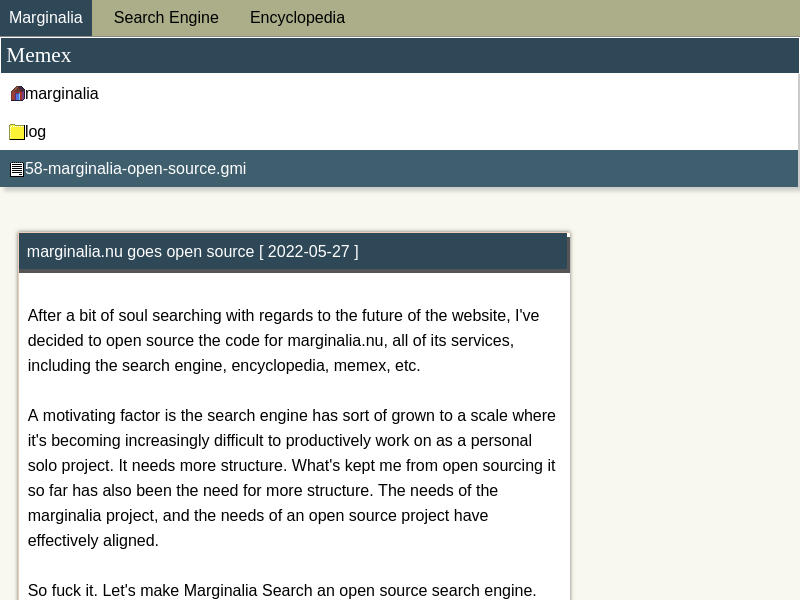 Marginalia Search Engine Encyclopedia
Memex
marginalia
log
58-marginalia-open-source.gmi
marginalia.nu goes open source [ 2022-05-27 ]
After a bit of soul searching with regards to the future of the website, I've
decided to open source the code for marginalia.nu, all of its services,
including the search engine, encyclopedia, memex, etc.
A motivating factor is the search engine has sort of grown to a scale where
it's becoming increasingly difficult to productively work on as a personal
solo project. It needs more structure. What's kept me from open sourcing it
so far has also been the need for more structure. The needs of the
marginalia project, and the needs of an open source project have
effectively aligned.
So fuck it. Let's make Marginalia Search an open source search engine.